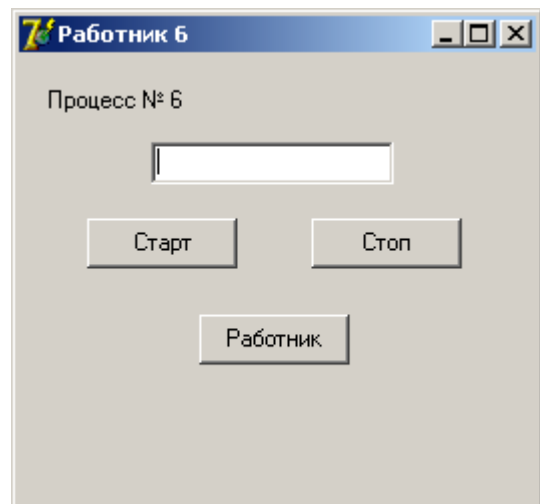 Работник 6
Процесс № 6
Старт Стоп
Работник